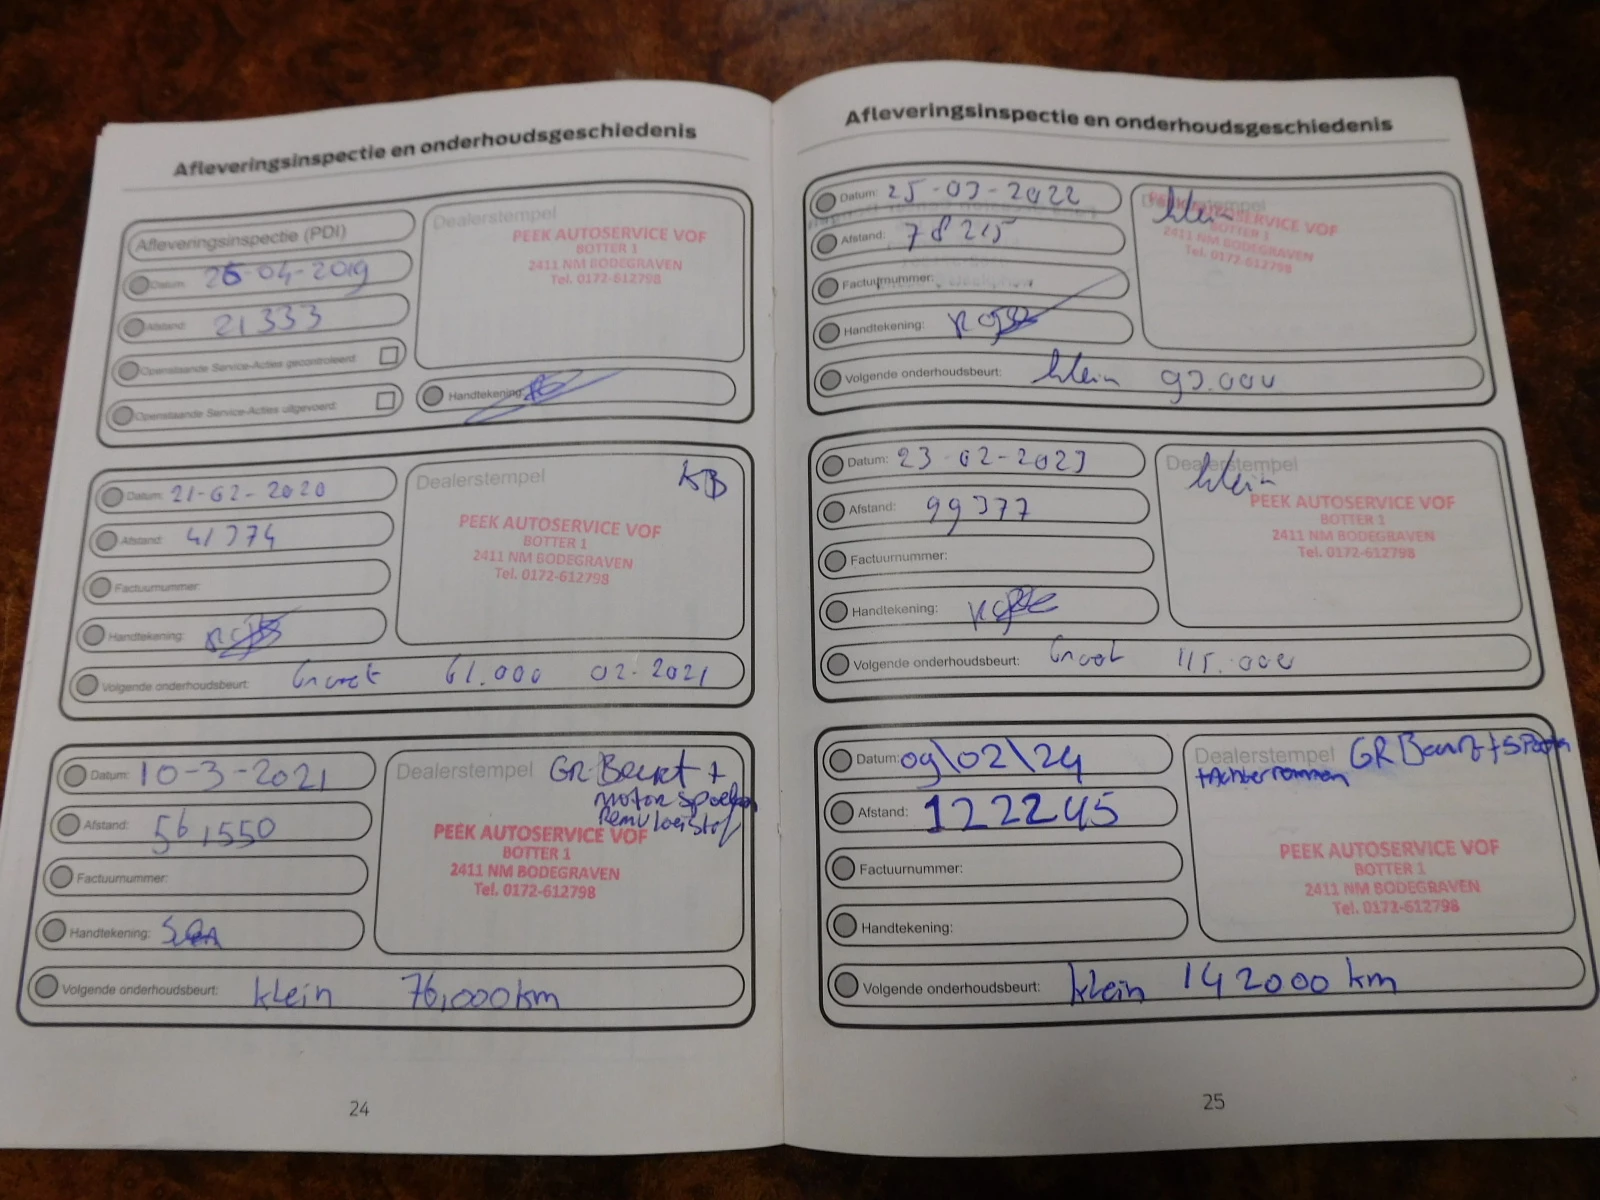 Afleveringsinspectie en onderhoudsgeschiedenis
Afleveringsinspectie (PDI)
Datum: 26-04-2019
Afstand: 21333
Openstaande Service-Acties gecontroleerd:
Openstaande Service-Acties uitgevoerd:
Dealerstempel
PEEK AUTOSERVICE VOF
BOTTER 1
2411 NM BODEGRAVEN
Tel. 0172-612798
Handtekening:
Datum: 21-02-2020
Afstand: 41374
Factuurnummer:
Handtekening:
Dealerstempel KB
PEEK AUTOSERVICE VOF
BOTTER 1
2411 NM BODEGRAVEN
Tel. 0172-612798
Volgende onderhoudsbeurt: Groot 61.000 02-2021
Datum: 10-3-2021
Afstand: 56,550
Factuurnummer:
Handtekening:
Dealerstempel GR Beurt +
motor spoelen
Remvloeistof
PEEK AUTOSERVICE VOF
BOTTER 1
2411 NM BODEGRAVEN
Tel. 0172-612798
Volgende onderhoudsbeurt: klein 76,000 km
24
Afleveringsinspectie en onderhoudsgeschiedenis
Datum: 25-03-2022
Afstand: 78215
Factuurnummer:
Handtekening:
Dealerstempel
klein
PEEK AUTOSERVICE VOF
BOTTER 1
2411 NM BODEGRAVEN
Tel. 0172-612798
Volgende onderhoudsbeurt: klein 93.000
Datum: 23-02-2023
Afstand: 99377
Factuurnummer:
Handtekening:
Dealerstempel
klein
PEEK AUTOSERVICE VOF
BOTTER 1
2411 NM BODEGRAVEN
Tel. 0172-612798
Volgende onderhoudsbeurt: Groot 115.000
Datum: 09\02\24
Afstand: 122245
Factuurnummer:
Handtekening:
Dealerstempel GR Beurt +
+Achterremmen
PEEK AUTOSERVICE VOF
BOTTER 1
2411 NM BODEGRAVEN
Tel. 0172-612798
Volgende onderhoudsbeurt: klein 142000 km
25